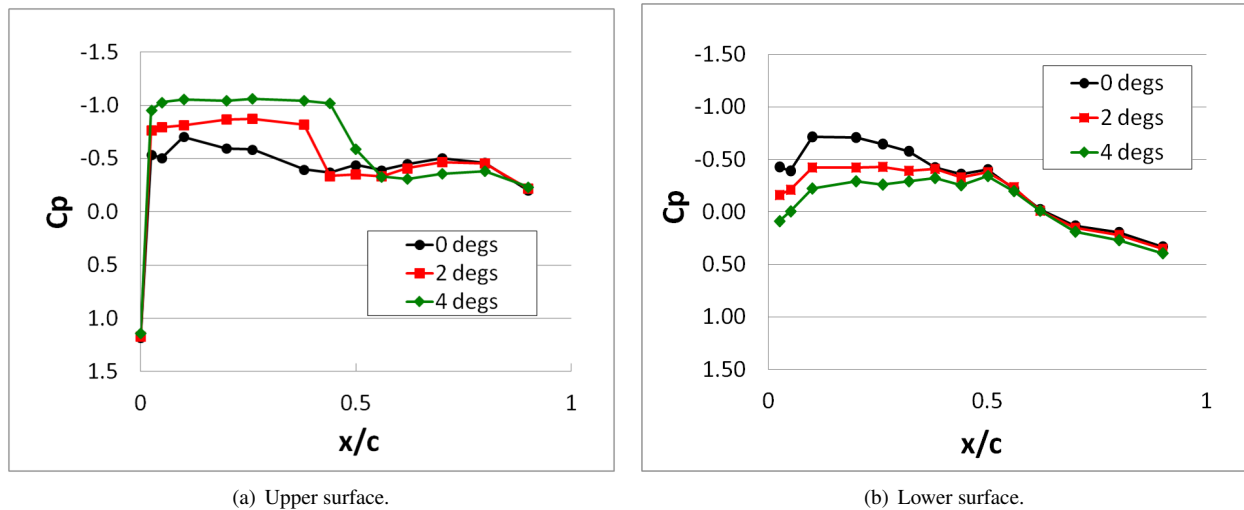 -1.5
-1.0
-0.5
0.0
0.5
1.0
1.5
Cp
0 degs
2 degs
4 degs
0
0.5
1
x/c
(a) Upper surface.
-1.50
-1.00
-0.50
0.00
0.50
1.00
1.50
Cp
0 degs
2 degs
4 degs
0
0.5
1
x/c
(b) Lower surface.